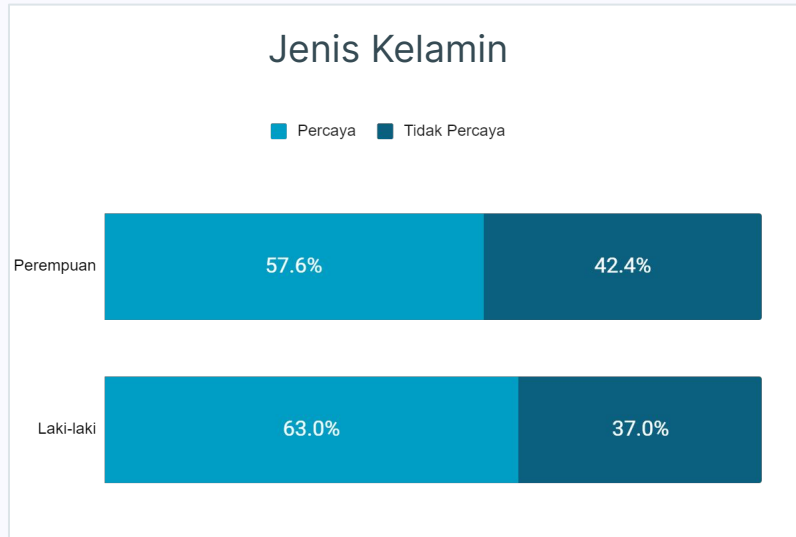 Jenis Kelamin
Percaya Tidak Percaya
Perempuan 57.6% 42.4%
Laki-laki 63.0% 37.0%